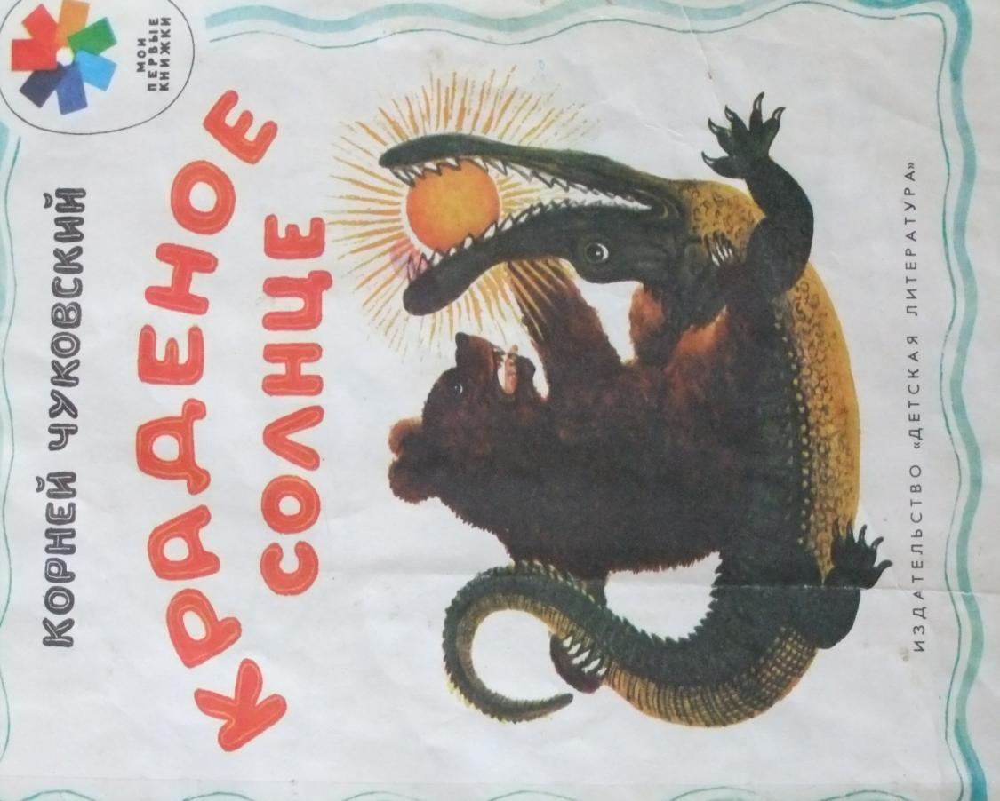 МОИ
ПЕРВЫЕ
КНИЖКИ
КОРНЕЙ ЧУКОВСКИЙ
КРАДЕНОЕ
СОЛНЦЕ
ИЗДАТЕЛЬСТВО «ДЕТСКАЯ ЛИТЕРАТУРА»